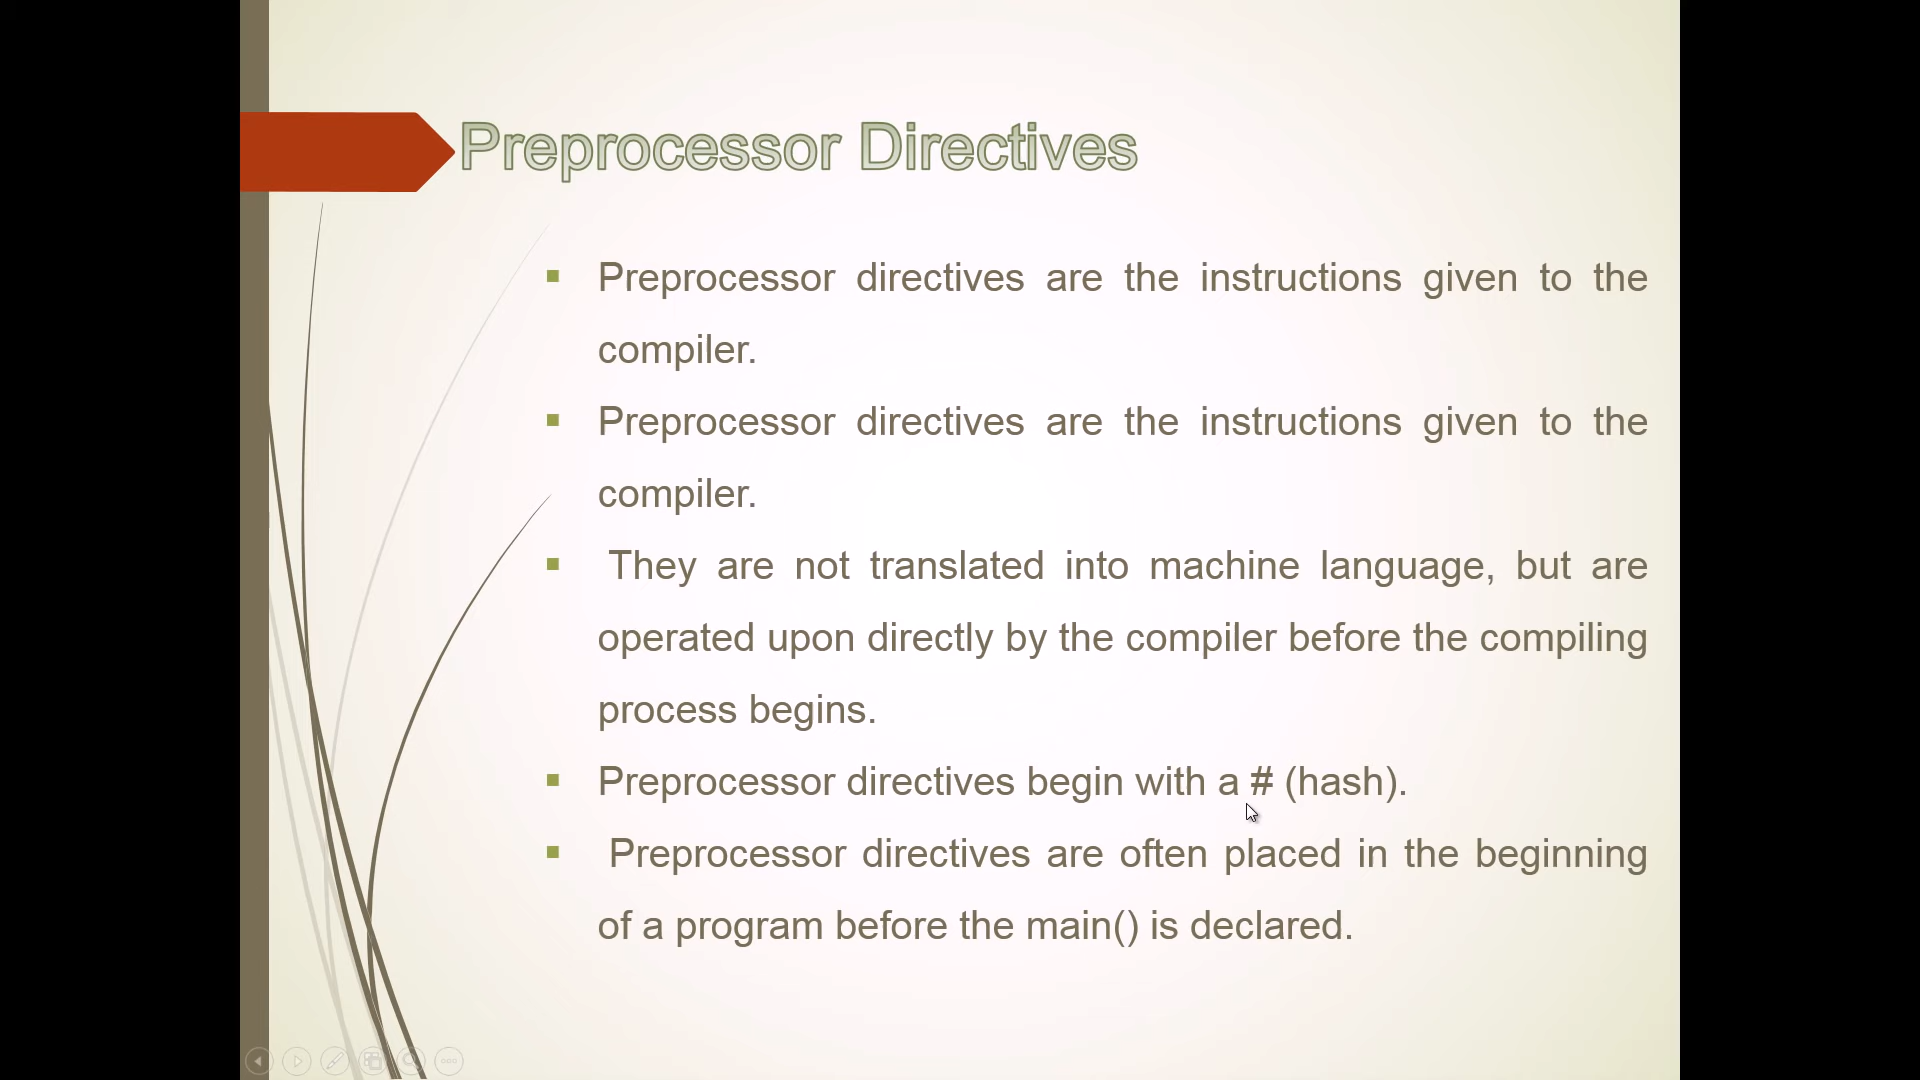 Preprocessor Directives
Preprocessor directives are the instructions given to the
compiler.
Preprocessor directives are the instructions given to the
compiler.
They are not translated into machine language, but are
operated upon directly by the compiler before the compiling
process begins.
Preprocessor directives begin with a # (hash).
Preprocessor directives are often placed in the beginning
of a program before the main() is declared.